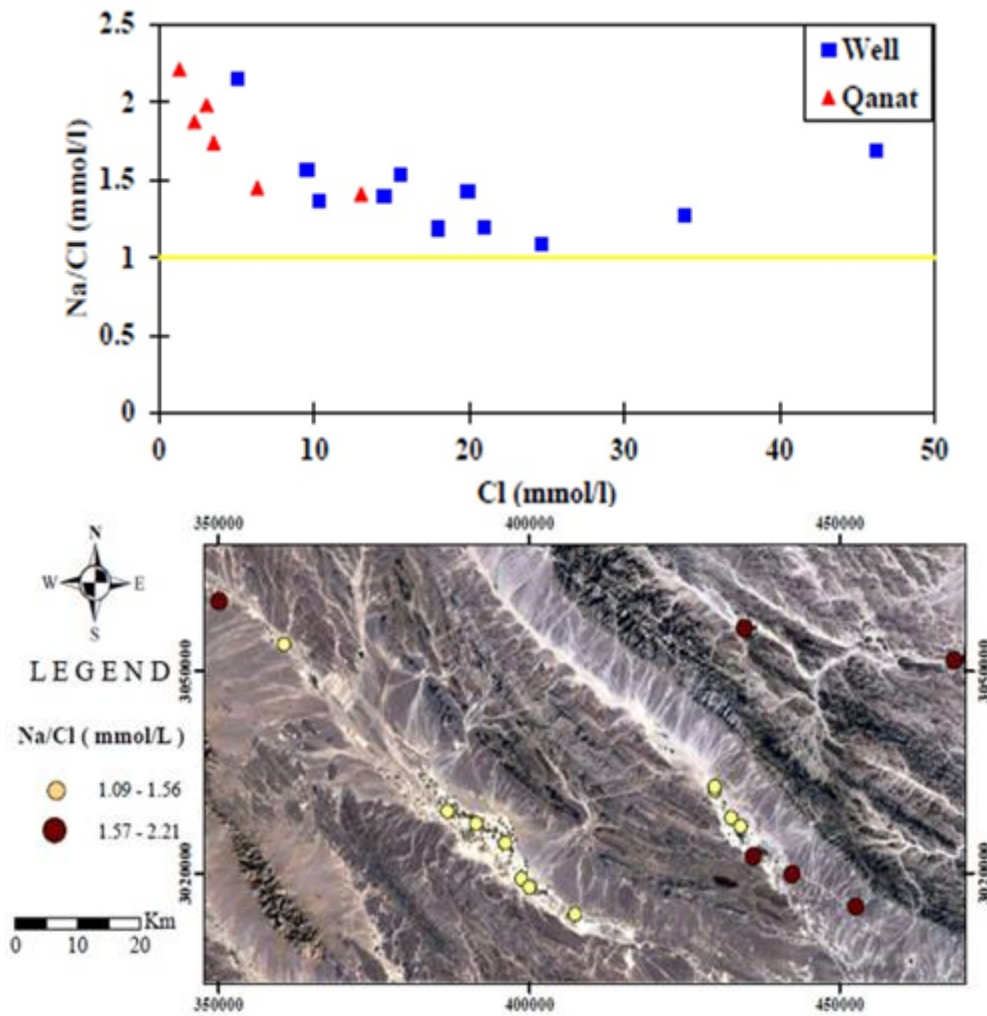 2.5
2
1.5
1
0.5
0
Na/Cl (mmol/l)
Well
Qanat
0 10 20 30 40 50
Cl (mmol/l)
350000 400000 450000
N
W E
S
LEGEND
Na/Cl ( mmol/L )
1.09 - 1.56
1.57 - 2.21
Km
0 10 20
3050000
3020000
3050000
3020000
350000 400000 450000